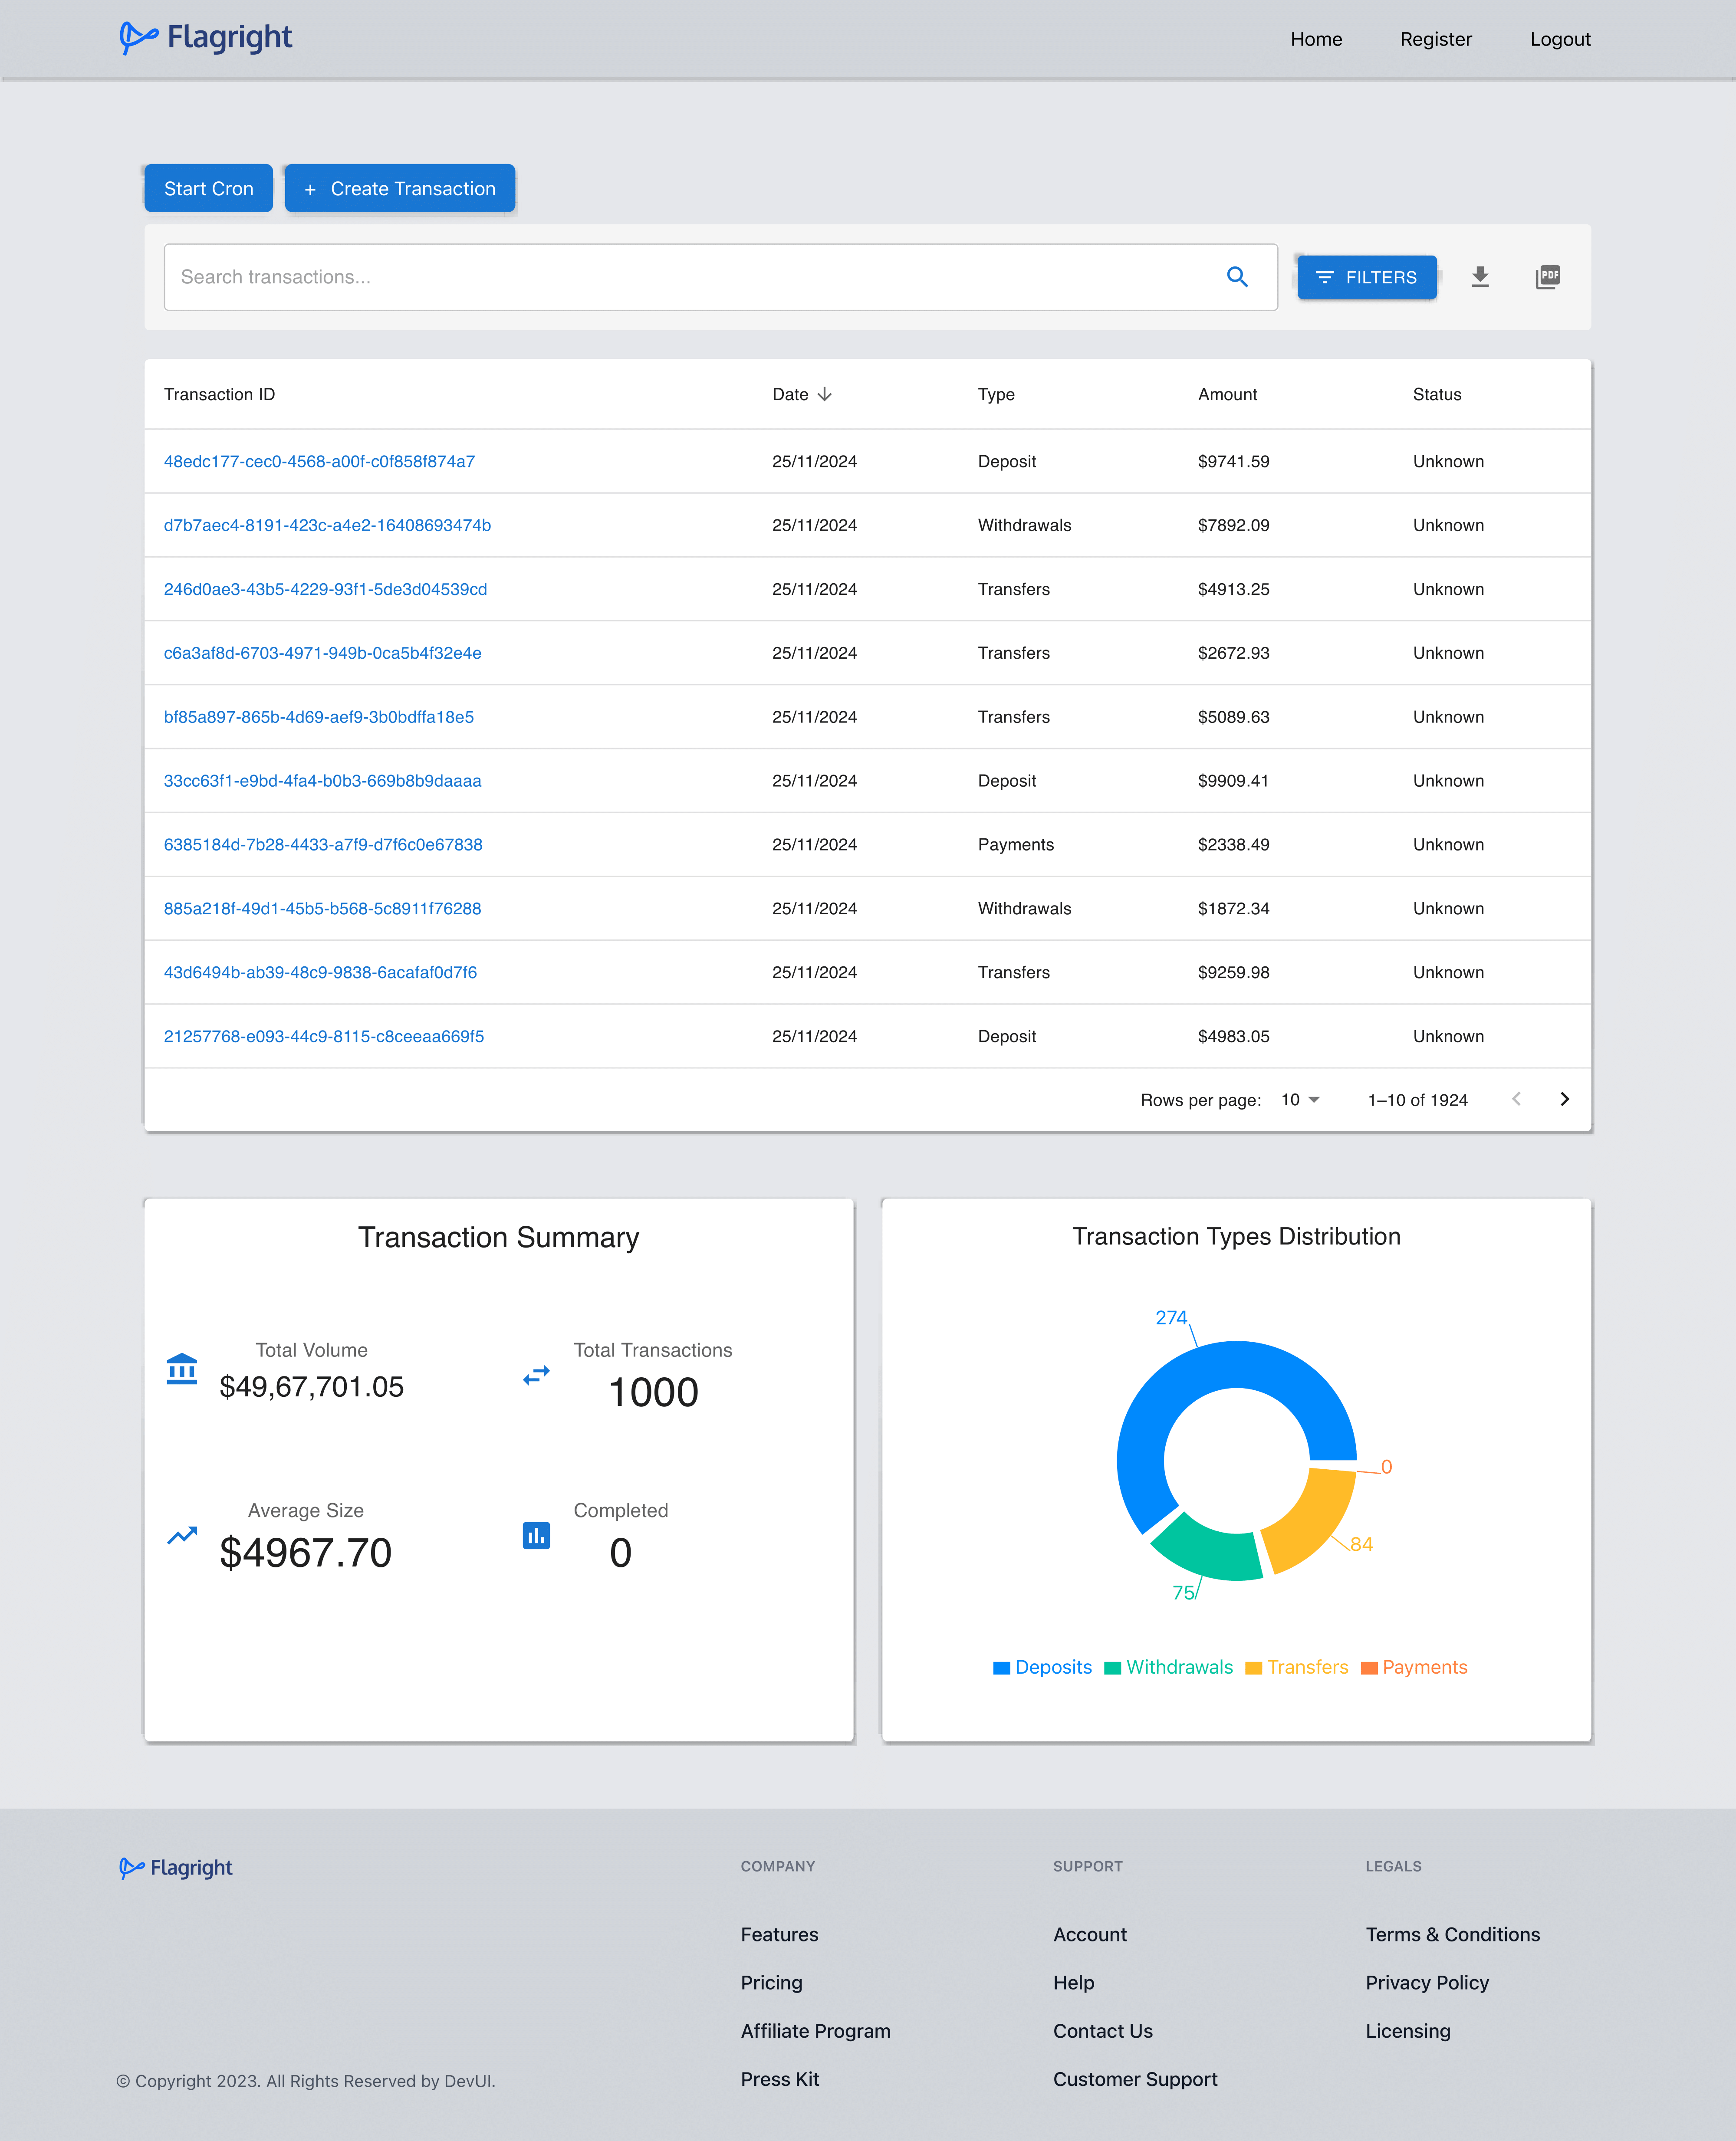 Flagright Home Register Logout
Start Cron + Create Transaction
Search transactions... FILTERS PDF
Transaction ID Date Type Amount Status
48edc177-cec0-4568-a00f-c0f858f874a7 25/11/2024 Deposit $9741.59 Unknown
d7b7aec4-8191-423c-a4e2-16408693474b 25/11/2024 Withdrawals $7892.09 Unknown
246d0ae3-43b5-4229-93f1-5de3d04539cd 25/11/2024 Transfers $4913.25 Unknown
c6a3af8d-6703-4971-949b-0ca5b4f32e4e 25/11/2024 Transfers $2672.93 Unknown
bf85a897-865b-4d69-aef9-3b0bdffa18e5 25/11/2024 Transfers $5089.63 Unknown
33cc63f1-e9bd-4fa4-b0b3-669b8b9daaaa 25/11/2024 Deposit $9909.41 Unknown
6385184d-7b28-4433-a7f9-d7f6c0e67838 25/11/2024 Payments $2338.49 Unknown
885a218f-49d1-45b5-b568-5c8911f76288 25/11/2024 Withdrawals $1872.34 Unknown
43d6494b-ab39-48c9-9838-6acafaf0d7f6 25/11/2024 Transfers $9259.98 Unknown
21257768-e093-44c9-8115-c8ceeaa669f5 25/11/2024 Deposit $4983.05 Unknown
Rows per page: 10 1–10 of 1924
Transaction Summary
Total Volume
$49,67,701.05
Total Transactions
1000
Average Size
$4967.70
Completed
0
Transaction Types Distribution
274
0
84
75
Deposits Withdrawals Transfers Payments
Flagright
© Copyright 2023. All Rights Reserved by DevUI.
COMPANY
Features
Pricing
Affiliate Program
Press Kit
SUPPORT
Account
Help
Contact Us
Customer Support
LEGALS
Terms & Conditions
Privacy Policy
Licensing